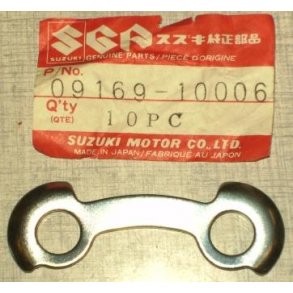 SGP スズキ純正部品
SUZUKI GENUINE PARTS/PIECE D'ORIGINE
P/No. 09169-10006
Q'ty
(QTE) 10PC
SUZUKI MOTOR CO., LTD.
MADE IN JAPAN/FABRIQUE AU JAPON